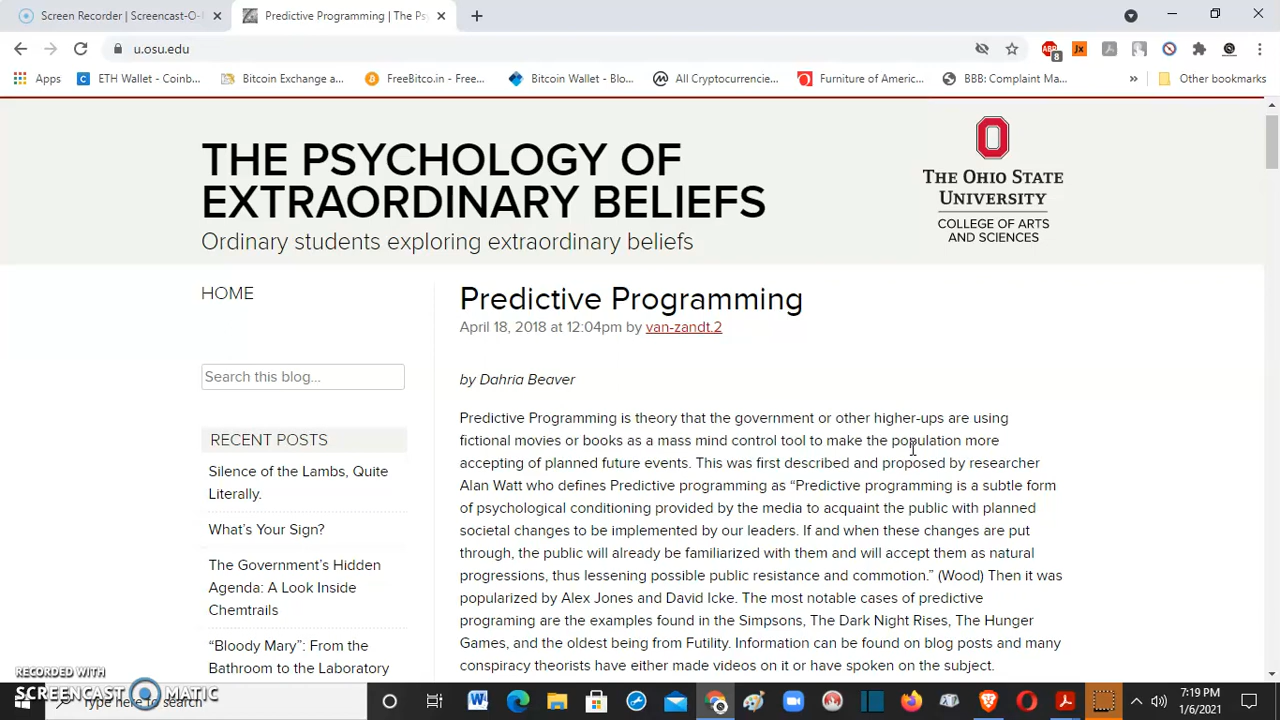 Screen Recorder | Screencast-O-
Predictive Programming | The Psy
u.osu.edu
ABP
8
Jx
Apps
ETH Wallet - Coinb...
Bitcoin Exchange a...
FreeBitco.in - Free...
Bitcoin Wallet - Blo...
All Cryptocurrencie...
Furniture of Americ...
BBB: Complaint Ma...
»
Other bookmarks
THE PSYCHOLOGY OF
EXTRAORDINARY BELIEFS
Ordinary students exploring extraordinary beliefs
THE OHIO STATE
UNIVERSITY
COLLEGE OF ARTS
AND SCIENCES
HOME
Search this blog...
RECENT POSTS
Silence of the Lambs, Quite
Literally.
What's Your Sign?
The Government's Hidden
Agenda: A Look Inside
Chemtrails
“Bloody Mary”: From the
Bathroom to the Laboratory
Predictive Programming
April 18, 2018 at 12:04pm by van-zandt.2
by Dahria Beaver
Predictive Programming is theory that the government or other higher-ups are using
fictional movies or books as a mass mind control tool to make the population more
accepting of planned future events. This was first described and proposed by researcher
Alan Watt who defines Predictive programming as “Predictive programming is a subtle form
of psychological conditioning provided by the media to acquaint the public with planned
societal changes to be implemented by our leaders. If and when these changes are put
through, the public will already be familiarized with them and will accept them as natural
progressions, thus lessening possible public resistance and commotion.” (Wood) Then it was
popularized by Alex Jones and David Icke. The most notable cases of predictive
programing are the examples found in the Simpsons, The Dark Night Rises, The Hunger
Games, and the oldest being from Futility. Information can be found on blog posts and many
conspiracy theorists have either made videos on it or have spoken on the subject.
RECORDED WITH
SCREENCAST MATIC
Type here to search
7:19 PM
1/6/2021